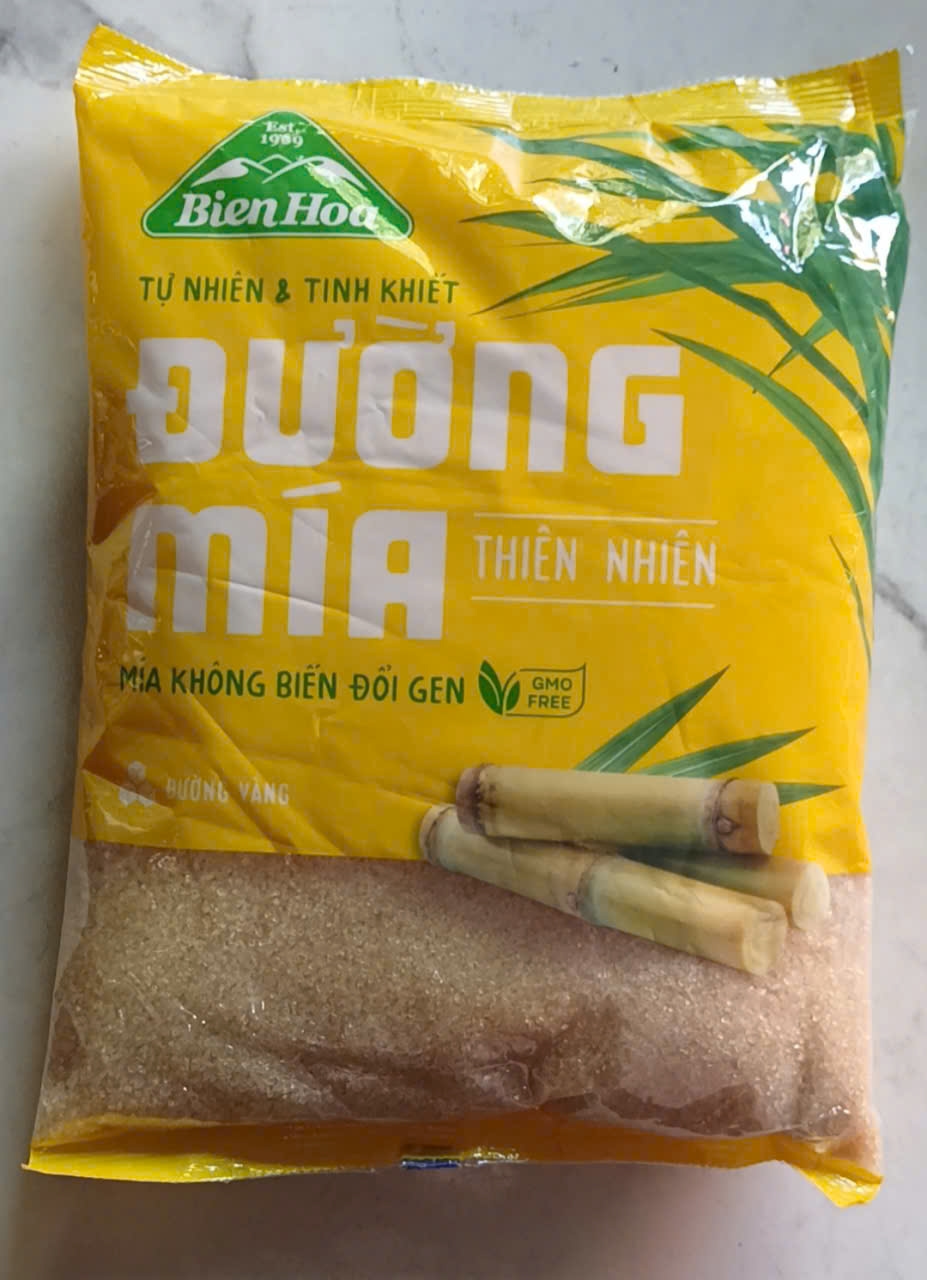 Est.
1969
Bien Hoa
TỰ NHIÊN & TINH KHIẾT
ĐƯỜNG
MÍA
THIÊN NHIÊN
MÍA KHÔNG BIẾN ĐỔI GEN
GMO
FREE
ĐƯỜNG VÀNG